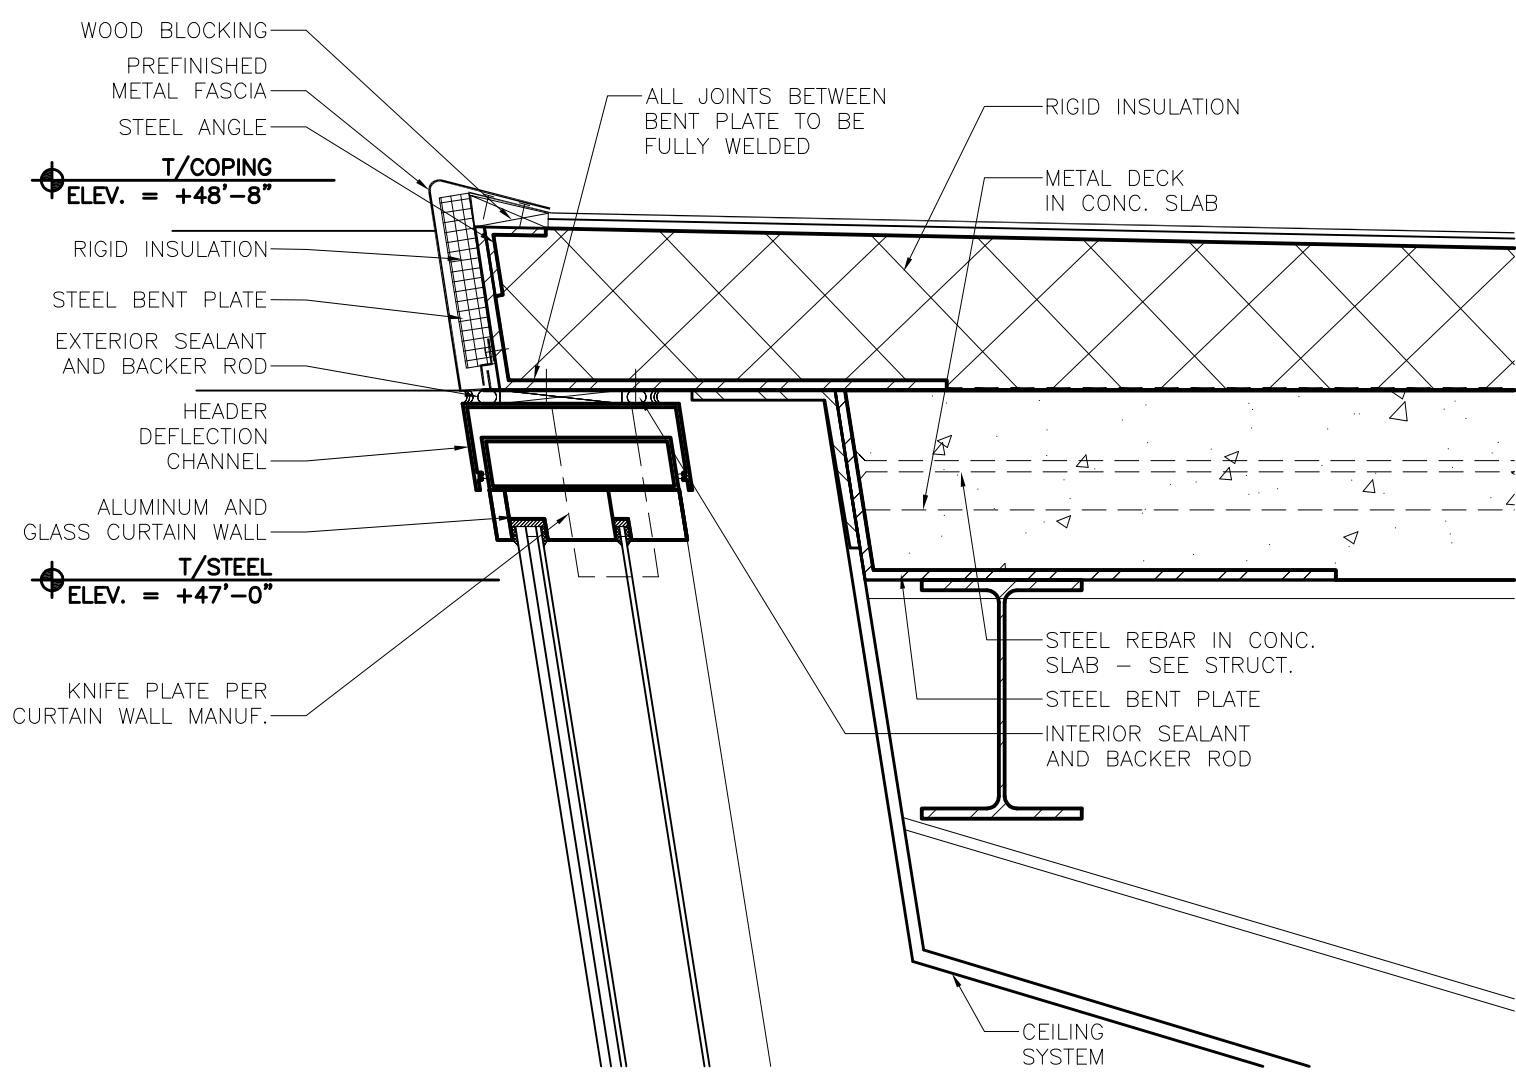 WOOD BLOCKING
PREFINISHED
METAL FASCIA
STEEL ANGLE
T/COPING
ELEV. = +48'-8"
RIGID INSULATION
STEEL BENT PLATE
EXTERIOR SEALANT
AND BACKER ROD
HEADER
DEFLECTION
CHANNEL
ALUMINUM AND
GLASS CURTAIN WALL
T/STEEL
ELEV. = +47'-0"
KNIFE PLATE PER
CURTAIN WALL MANUF.
ALL JOINTS BETWEEN
BENT PLATE TO BE
FULLY WELDED
RIGID INSULATION
METAL DECK
IN CONC. SLAB
STEEL REBAR IN CONC.
SLAB – SEE STRUCT.
STEEL BENT PLATE
INTERIOR SEALANT
AND BACKER ROD
CEILING
SYSTEM